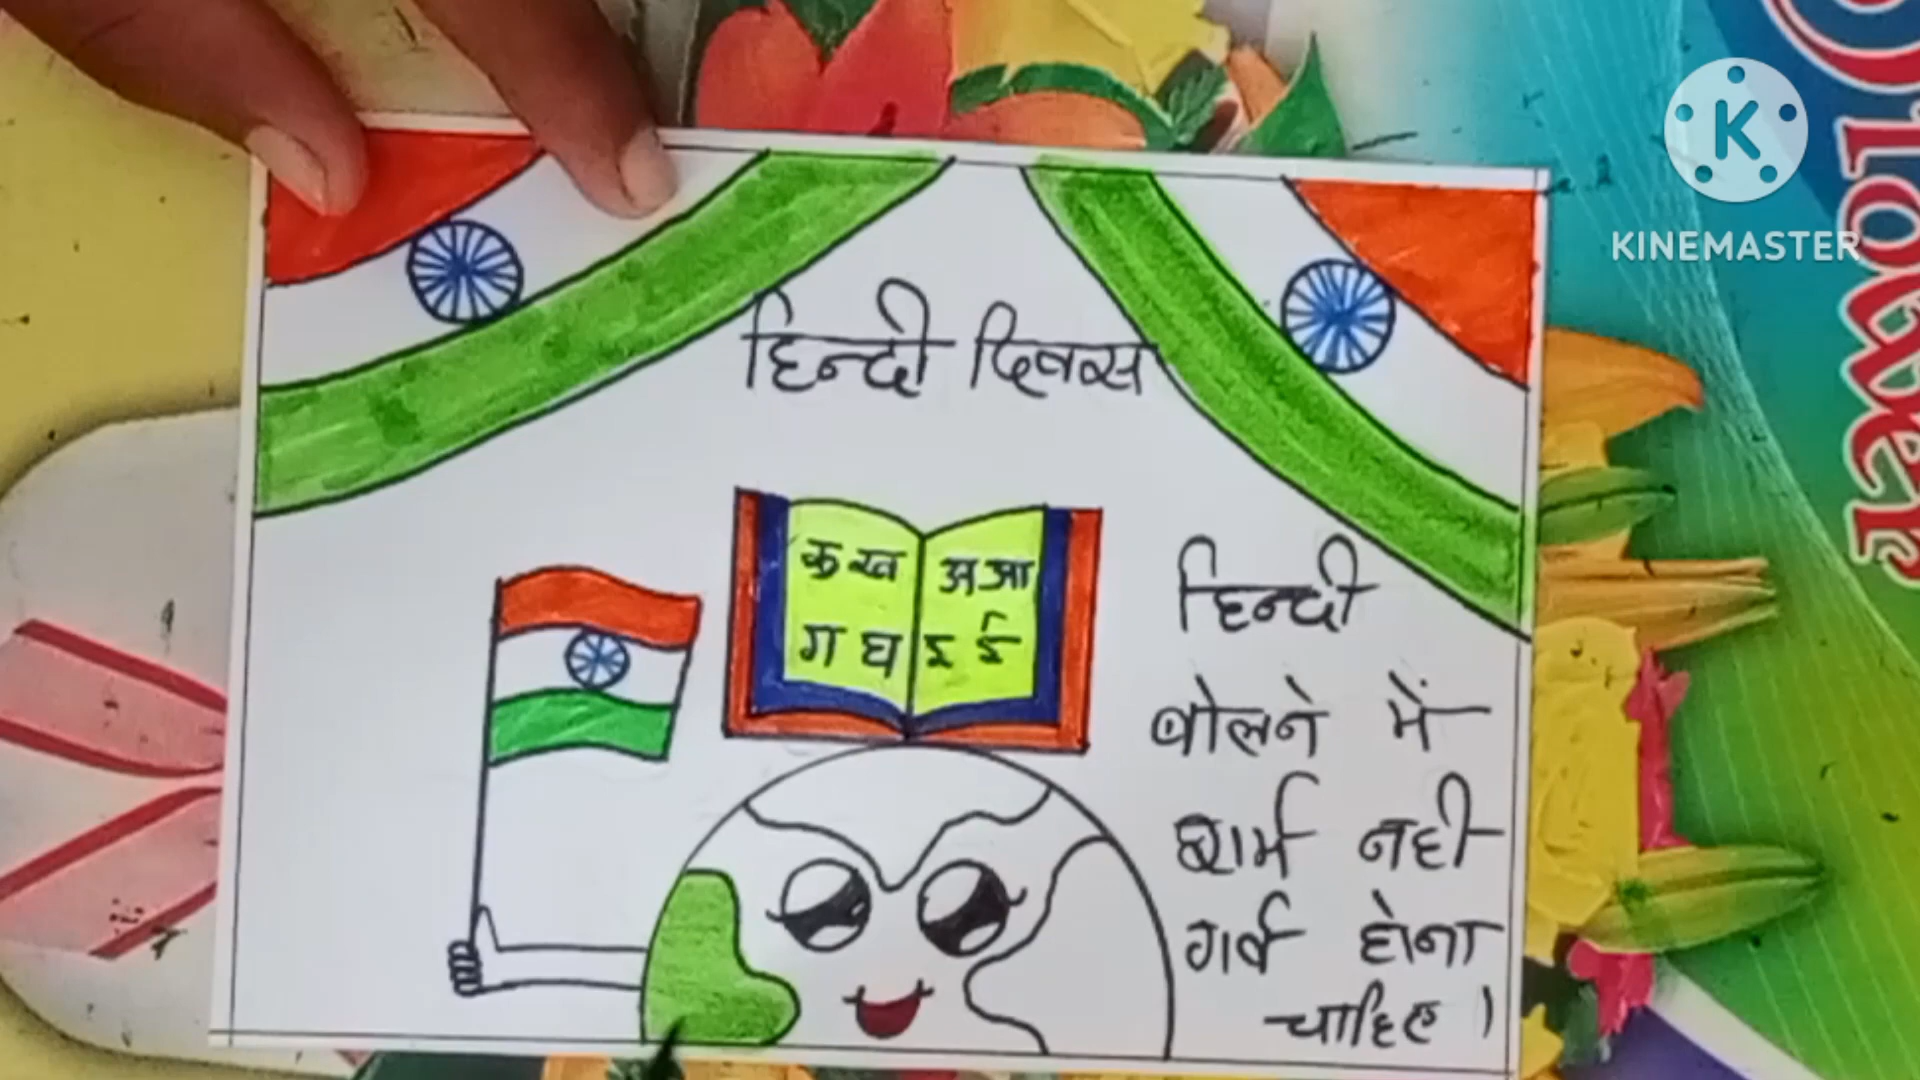 KINEMASTER
हिन्दी दिवस
क ख अ आ
ग घ इ ई
हिन्दी
बोलने में
शर्म नही
गर्व होना
चाहिए।